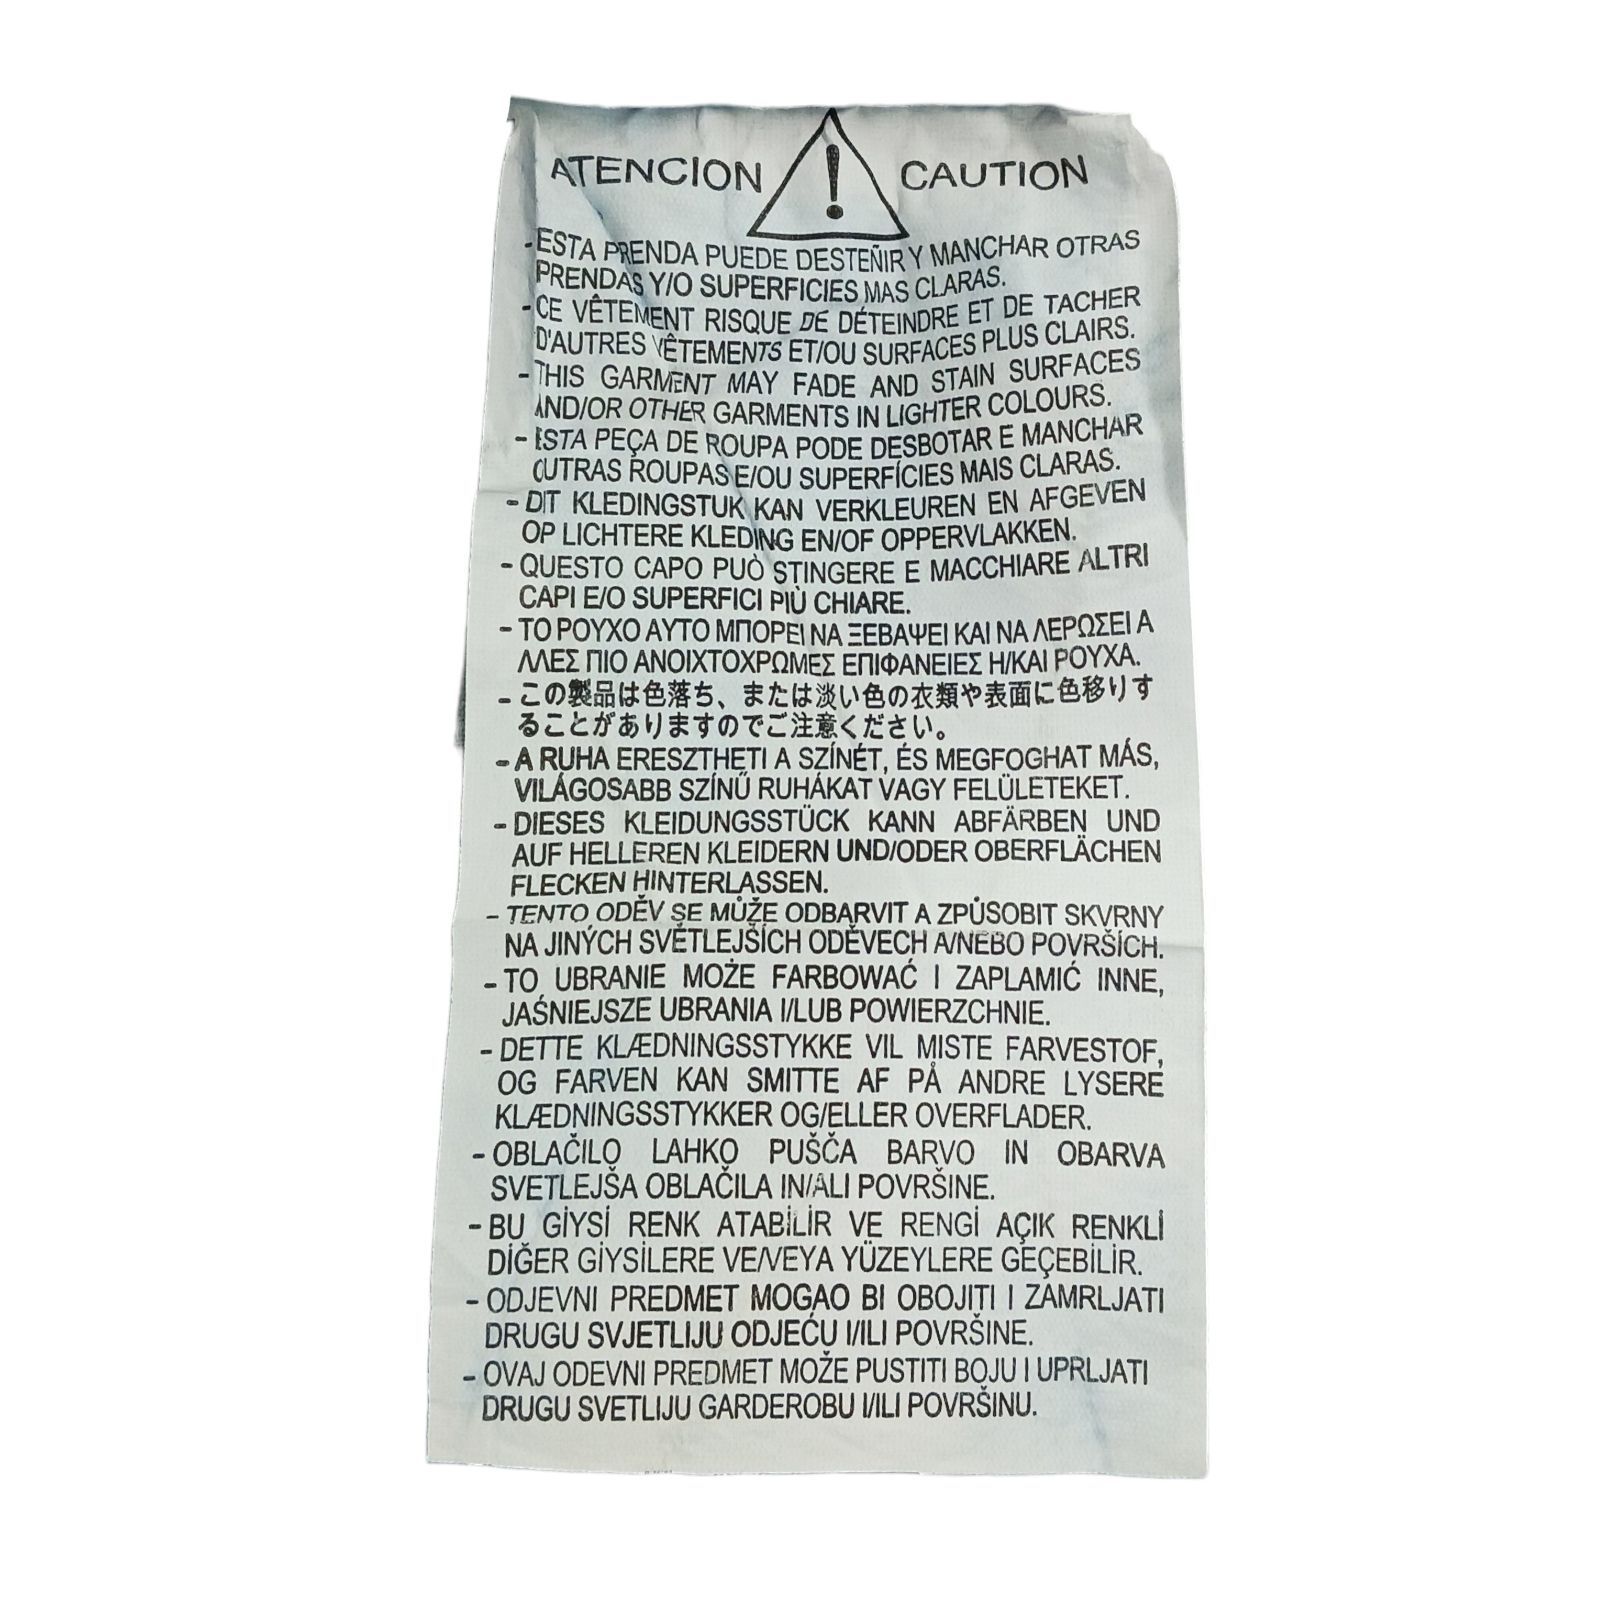 ATENCION ! CAUTION
- ESTA PRENDA PUEDE DESTEÑIR Y MANCHAR OTRAS
PRENDAS Y/O SUPERFICIES MAS CLARAS.
- CE VÊTEMENT RISQUE DE DÉTEINDRE ET DE TACHER
D'AUTRES VÊTEMENTS ET/OU SURFACES PLUS CLAIRS.
- THIS GARMENT MAY FADE AND STAIN SURFACES
AND/OR OTHER GARMENTS IN LIGHTER COLOURS.
- ESTA PEÇA DE ROUPA PODE DESBOTAR E MANCHAR
OUTRAS ROUPAS E/OU SUPERFÍCIES MAIS CLARAS.
- DIT KLEDINGSTUK KAN VERKLEUREN EN AFGEVEN
OP LICHTERE KLEDING EN/OF OPPERVLAKKEN.
- QUESTO CAPO PUÒ STINGERE E MACCHIARE ALTRI
CAPI E/O SUPERFICI PIÙ CHIARE.
- ΤΟ ΡΟΥΧΟ ΑΥΤΟ ΜΠΟΡΕΙ ΝΑ ΞΕΒΑΨΕΙ ΚΑΙ ΝΑ ΛΕΡΩΣΕΙ Α
ΛΛΕΣ ΠΙΟ ΑΝΟΙΧΤΟΧΡΩΜΕΣ ΕΠΙΦΑΝΕΙΕΣ Η/ΚΑΙ ΡΟΥΧΑ.
- この製品は色落ち、または淡い色の衣類や表面に色移りす
ることがありますのでご注意ください。
- A RUHA ERESZTHETI A SZÍNÉT, ÉS MEGFOGHAT MÁS,
VILÁGOSABB SZÍNŰ RUHÁKAT VAGY FELÜLETEKET.
- DIESES KLEIDUNGSSTÜCK KANN ABFÄRBEN UND
AUF HELLEREN KLEIDERN UND/ODER OBERFLÄCHEN
FLECKEN HINTERLASSEN.
- TENTO ODĚV SE MŮŽE ODBARVIT A ZPŮSOBIT SKVRNY
NA JINÝCH SVĚTLEJŠÍCH ODĚVECH A/NEBO POVRŠÍCH.
- TO UBRANIE MOŻE FARBOWAĆ I ZAPLAMIĆ INNE,
JAŚNIEJSZE UBRANIA I/LUB POWIERZCHNIE.
- DETTE KLÆDNINGSSTYKKE VIL MISTE FARVESTOF,
OG FARVEN KAN SMITTE AF PÅ ANDRE LYSERE
KLÆDNINGSSTYKKER OG/ELLER OVERFLADER.
- OBLAČILO LAHKO PUŠČA BARVO IN OBARVA
SVETLEJŠA OBLAČILA IN/ALI POVRŠINE.
- BU GİYSİ RENK ATABİLİR VE RENGİ AÇIK RENKLİ
DİĞER GİYSİLERE VE/VEYA YÜZEYLERE GEÇEBİLİR.
- ODJEVNI PREDMET MOGAO BI OBOJITI I ZAMRLJATI
DRUGU SVJETLIJU ODJEĆU I/ILI POVRŠINE.
- OVAJ ODEVNI PREDMET MOŽE PUSTITI BOJU I UPRLJATI
DRUGU SVETLIJU GARDEROBU I/ILI POVRŠINU.